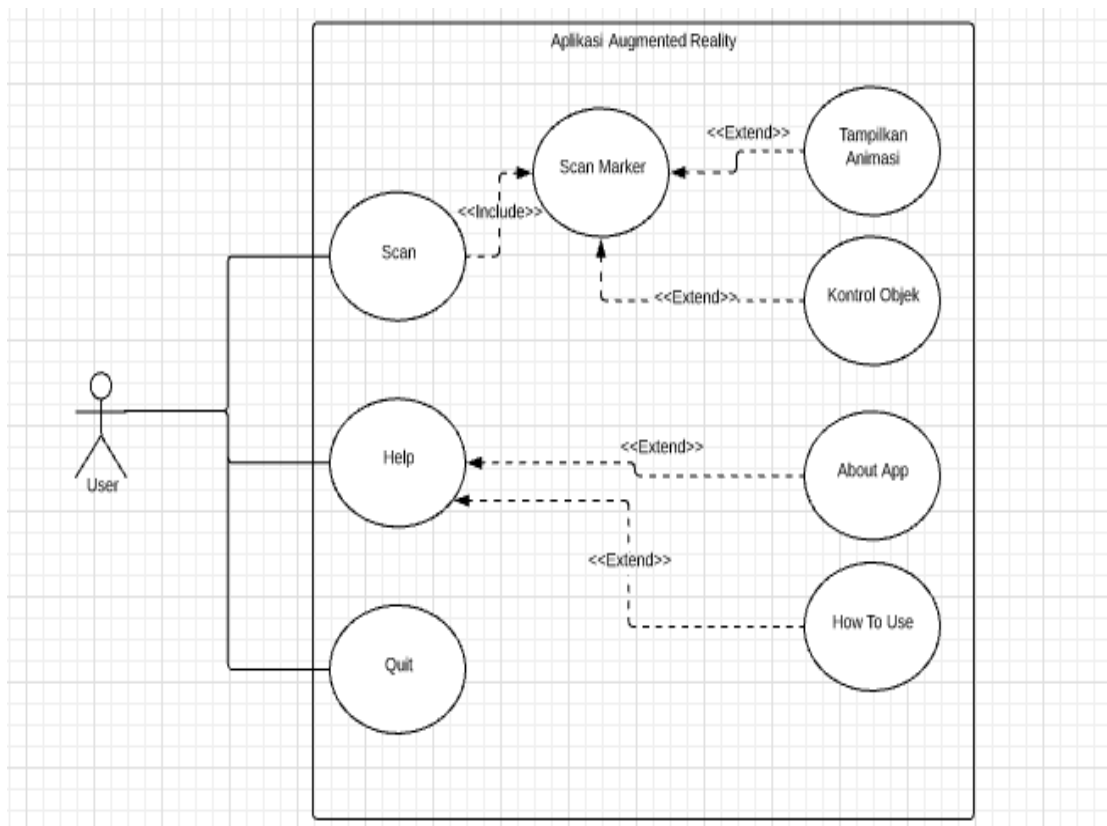 Aplikasi Augmented Reality
<<Extend>>
Tampilkan
Animasi
Scan Marker
<<Include>>
Scan
<<Extend>>
Kontrol Objek
User
Help
<<Extend>>
About App
<<Extend>>
How To Use
Quit